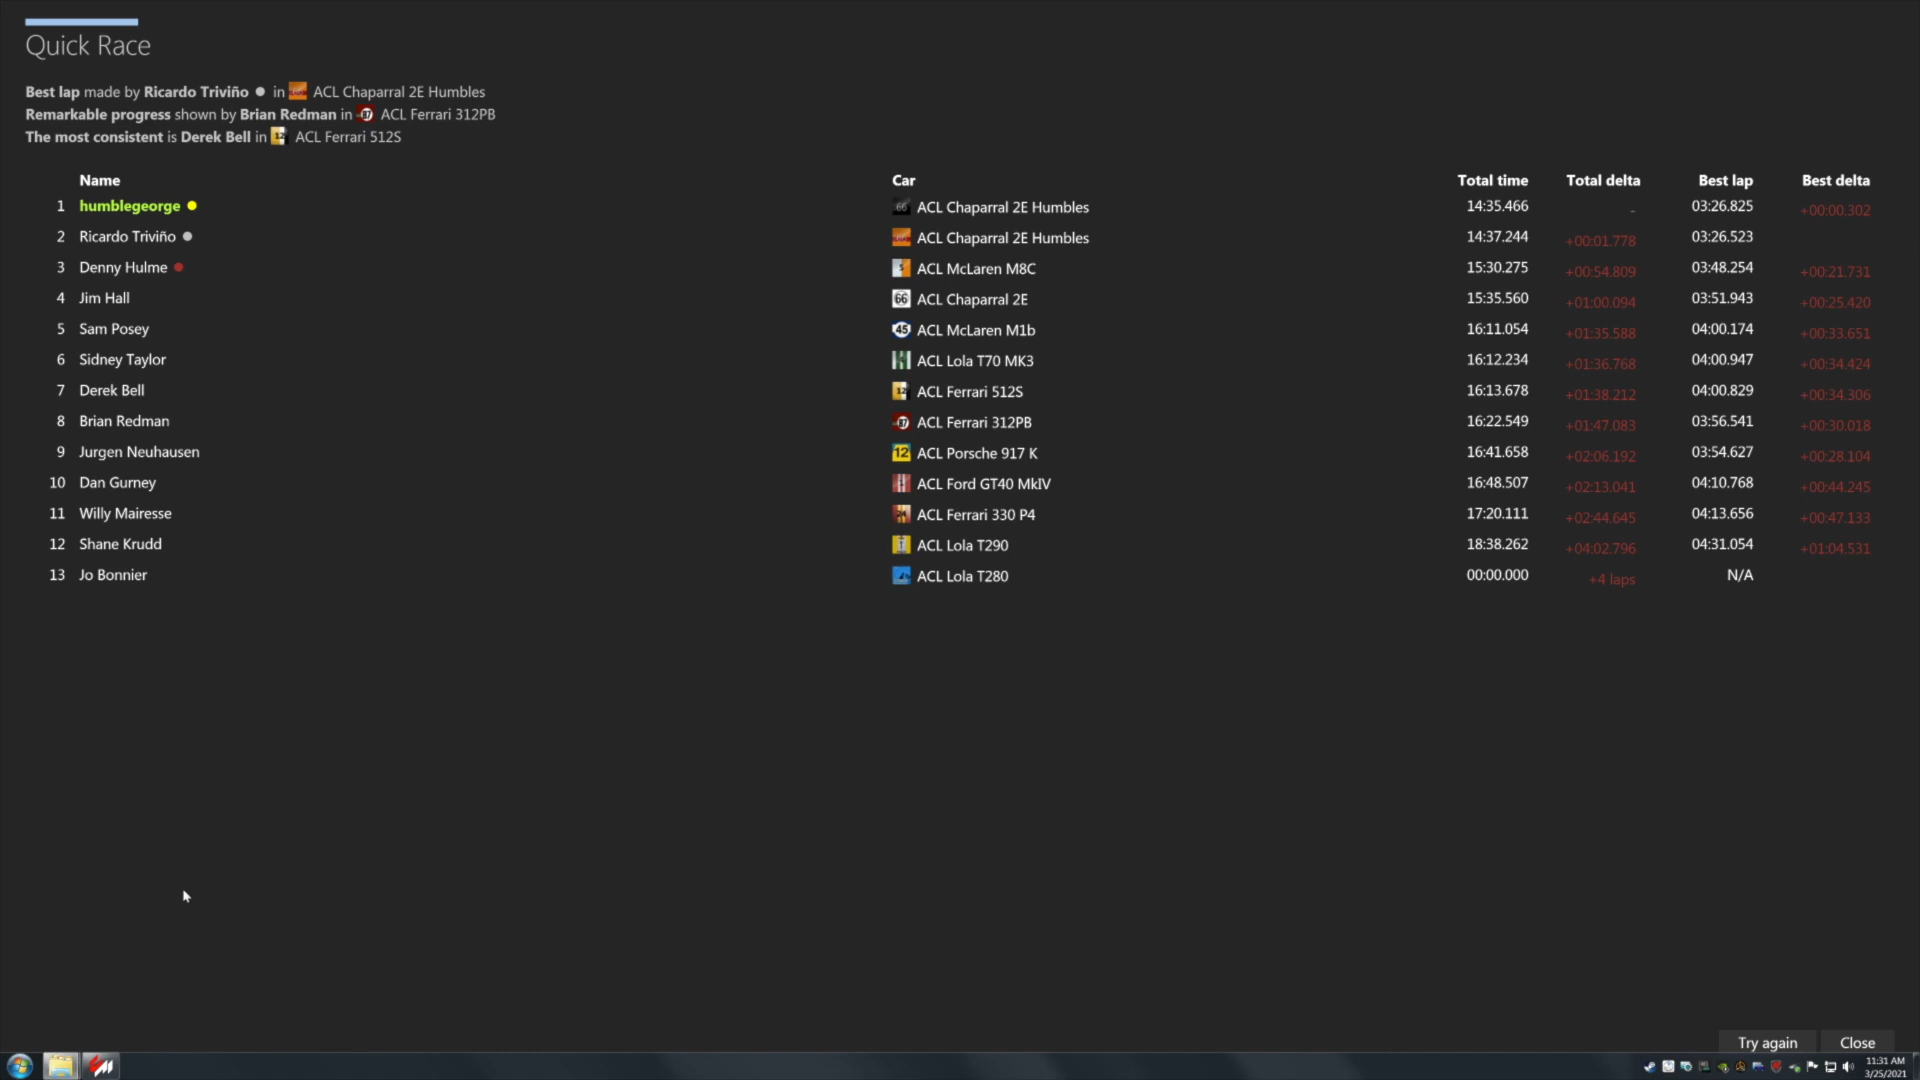 Quick Race
Best lap made by Ricardo Triviño in ACL Chaparral 2E Humbles
Remarkable progress shown by Brian Redman in 87 ACL Ferrari 312PB
The most consistent is Derek Bell in 12 ACL Ferrari 512S
Name Car Total time Total delta Best lap Best delta
1 humblegeorge 66 ACL Chaparral 2E Humbles 14:35.466 - 03:26.825 +00:00.302
2 Ricardo Triviño ACL Chaparral 2E Humbles 14:37.244 +00:01.778 03:26.523
3 Denny Hulme 5 ACL McLaren M8C 15:30.275 +00:54.809 03:48.254 +00:21.731
4 Jim Hall 66 ACL Chaparral 2E 15:35.560 +01:00.094 03:51.943 +00:25.420
5 Sam Posey 45 ACL McLaren M1b 16:11.054 +01:35.588 04:00.174 +00:33.651
6 Sidney Taylor ACL Lola T70 MK3 16:12.234 +01:36.768 04:00.947 +00:34.424
7 Derek Bell 12 ACL Ferrari 512S 16:13.678 +01:38.212 04:00.829 +00:34.306
8 Brian Redman 87 ACL Ferrari 312PB 16:22.549 +01:47.083 03:56.541 +00:30.018
9 Jurgen Neuhausen 12 ACL Porsche 917 K 16:41.658 +02:06.192 03:54.627 +00:28.104
10 Dan Gurney ACL Ford GT40 MkIV 16:48.507 +02:13.041 04:10.768 +00:44.245
11 Willy Mairesse 24 ACL Ferrari 330 P4 17:20.111 +02:44.645 04:13.656 +00:47.133
12 Shane Krudd ACL Lola T290 18:38.262 +04:02.796 04:31.054 +01:04.531
13 Jo Bonnier ACL Lola T280 00:00.000 +4 laps N/A
Try again Close
11:31 AM
3/25/2021